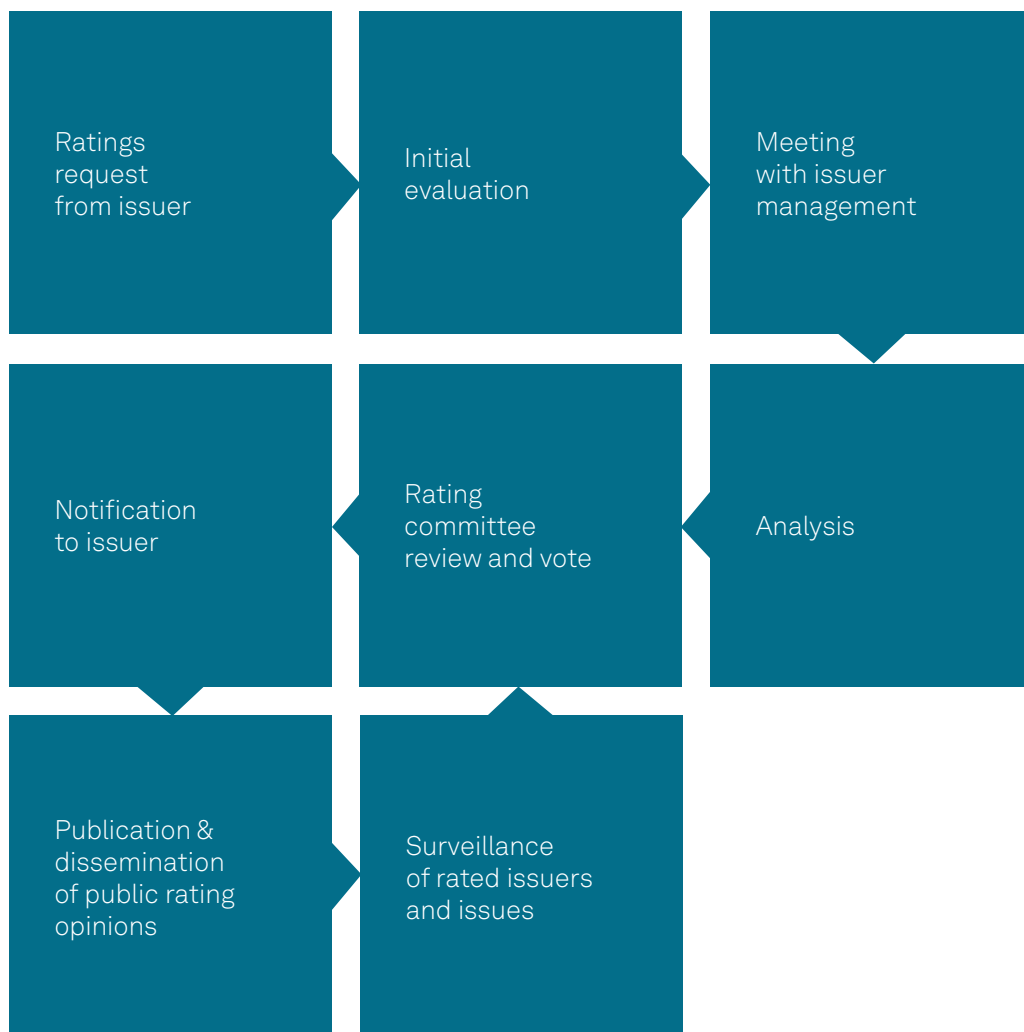 Ratings
request
from issuer
Initial
evaluation
Meeting
with issuer
management
Notification
to issuer
Rating
committee
review and vote
Analysis
Publication &
dissemination
of public rating
opinions
Surveillance
of rated issuers
and issues